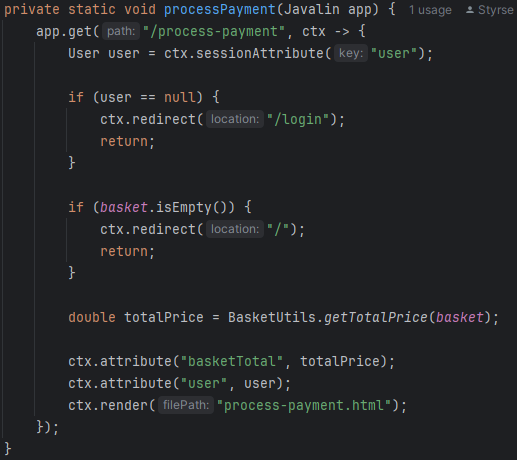 private static void processPayment(Javalin app) { 1 usage Styrse
    app.get( path: "/process-payment", ctx -> {
        User user = ctx.sessionAttribute( key: "user");

        if (user == null) {
            ctx.redirect( location: "/login");
            return;
        }

        if (basket.isEmpty()) {
            ctx.redirect( location: "/");
            return;
        }

        double totalPrice = BasketUtils.getTotalPrice(basket);

        ctx.attribute("basketTotal", totalPrice);
        ctx.attribute("user", user);
        ctx.render( filePath: "process-payment.html");
    });
}